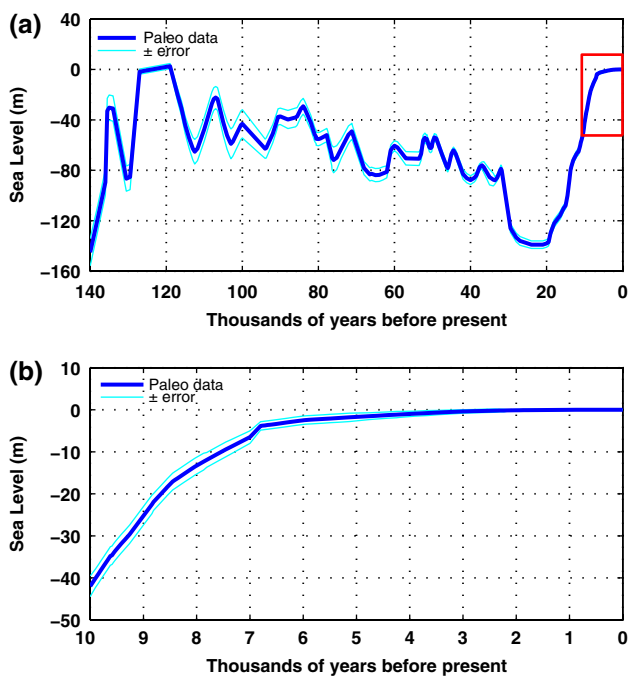 (a)
40
0
−40
−80
−120
−160
Sea Level (m)
Paleo data
± error
140 120 100 80 60 40 20 0
Thousands of years before present
(b)
10
0
−10
−20
−30
−40
−50
Sea Level (m)
Paleo data
± error
10 9 8 7 6 5 4 3 2 1 0
Thousands of years before present